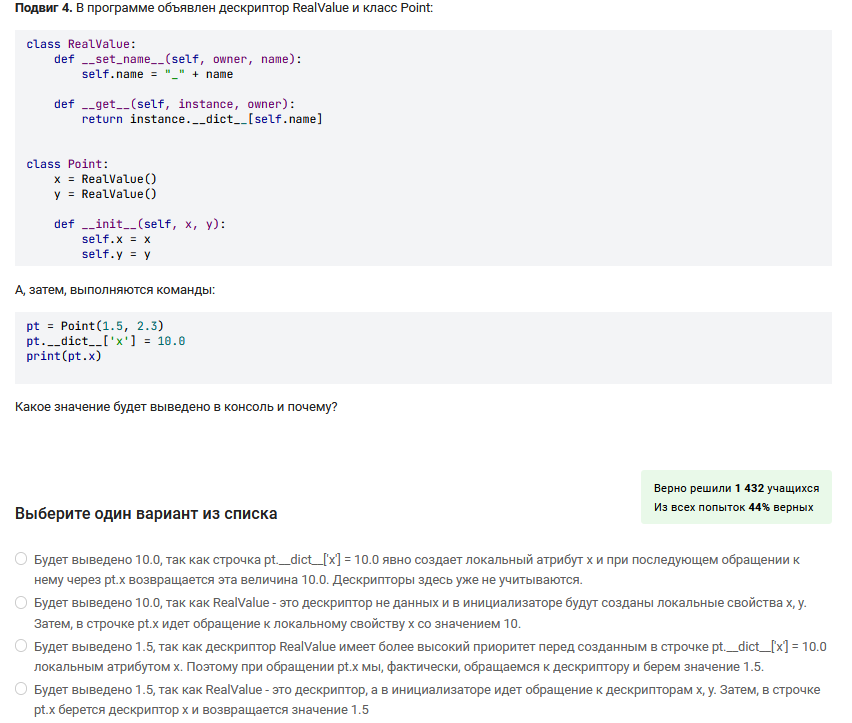 Подвиг 4. В программе объявлен дескриптор RealValue и класс Point:
class RealValue:
    def __set_name__(self, owner, name):
        self.name = "_" + name
    def __get__(self, instance, owner):
        return instance.__dict__[self.name]
class Point:
    x = RealValue()
    y = RealValue()
    def __init__(self, x, y):
        self.x = x
        self.y = y
А, затем, выполняются команды:
pt = Point(1.5, 2.3)
pt.__dict__['x'] = 10.0
print(pt.x)
Какое значение будет выведено в консоль и почему?
Верно решили 1 432 учащихся
Из всех попыток 44% верных
Выберите один вариант из списка
Будет выведено 10.0, так как строчка pt.__dict__['x'] = 10.0 явно создает локальный атрибут x и при последующем обращении к
нему через pt.x возвращается эта величина 10.0. Дескрипторы здесь уже не учитываются.
Будет выведено 10.0, так как RealValue - это дескриптор не данных и в инициализаторе будут созданы локальные свойства x, y.
Затем, в строчке pt.x идет обращение к локальному свойству x со значением 10.
Будет выведено 1.5, так как дескриптор RealValue имеет более высокий приоритет перед созданным в строчке pt.__dict__['x'] = 10.0
локальным атрибутом x. Поэтому при обращении pt.x мы, фактически, обращаемся к дескриптору и берем значение 1.5.
Будет выведено 1.5, так как RealValue - это дескриптор, а в инициализаторе идет обращение к дескрипторам x, y. Затем, в строчке
pt.x берется дескриптор x и возвращается значение 1.5